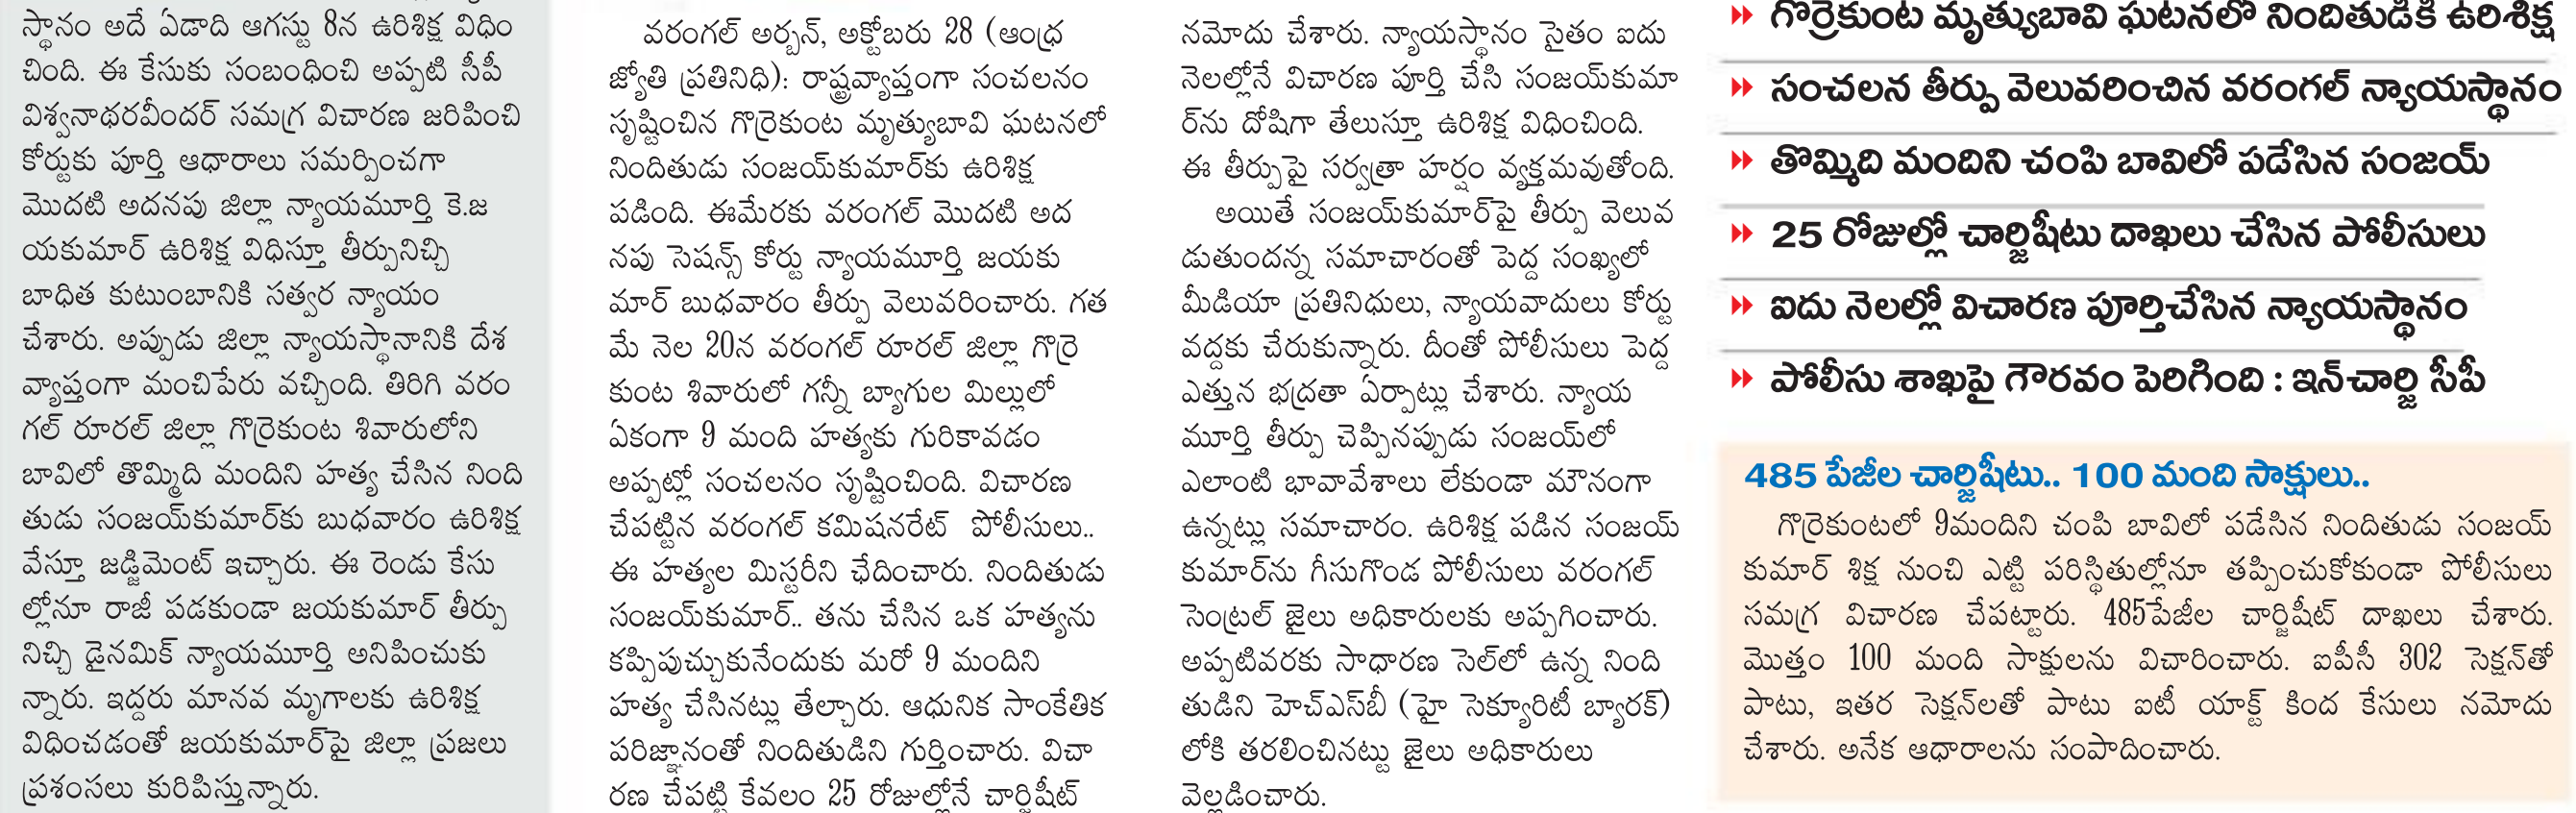 స్థానం అదే ఏడాది ఆగస్టు 8న ఉరిశిక్ష విధిం
చింది. ఈ కేసుకు సంబంధించి అప్పటి సీపీ
విశ్వనాథరవీందర్ సమగ్ర విచారణ జరిపించి
కోర్టుకు పూర్తి ఆధారాలు సమర్పించగా
మొదటి అదనపు జిల్లా న్యాయమూర్తి కె.జ
యకుమార్ ఉరిశిక్ష విధిస్తూ తీర్పునిచ్చి
బాధిత కుటుంబానికి సత్వర న్యాయం
చేశారు. అప్పుడు జిల్లా న్యాయస్థానానికి దేశ
వ్యాప్తంగా మంచిపేరు వచ్చింది. తిరిగి వరం
గల్ రూరల్ జిల్లా గొర్రెకుంట శివారులోని
బావిలో తొమ్మిది మందిని హత్య చేసిన నింది
తుడు సంజయ్‌కుమార్‌కు బుధవారం ఉరిశిక్ష
వేస్తూ జడ్జిమెంట్ ఇచ్చారు. ఈ రెండు కేసు
ల్లోనూ రాజీ పడకుండా జయకుమార్ తీర్పు
నిచ్చి డైనమిక్ న్యాయమూర్తి అనిపించుకు
న్నారు. ఇద్దరు మానవ మృగాలకు ఉరిశిక్ష
విధించడంతో జయకుమార్‌పై జిల్లా ప్రజలు
ప్రశంసలు కురిపిస్తున్నారు.
వరంగల్ అర్బన్, అక్టోబరు 28 (ఆంధ్ర
జ్యోతి ప్రతినిధి): రాష్ట్రవ్యాప్తంగా సంచలనం
సృష్టించిన గొర్రెకుంట మృత్యుబావి ఘటనలో
నిందితుడు సంజయ్‌కుమార్‌కు ఉరిశిక్ష
పడింది. ఈమేరకు వరంగల్ మొదటి అద
నపు సెషన్స్ కోర్టు న్యాయమూర్తి జయకు
మార్ బుధవారం తీర్పు వెలువరించారు. గత
మే నెల 20న వరంగల్ రూరల్ జిల్లా గొర్రె
కుంట శివారులో గన్నీ బ్యాగుల మిల్లులో
ఏకంగా 9 మంది హత్యకు గురికావడం
అప్పట్లో సంచలనం సృష్టించింది. విచారణ
చేపట్టిన వరంగల్ కమిషనరేట్ పోలీసులు..
ఈ హత్యల మిస్టరీని ఛేదించారు. నిందితుడు
సంజయ్‌కుమార్.. తను చేసిన ఒక హత్యను
కప్పిపుచ్చుకునేందుకు మరో 9 మందిని
హత్య చేసినట్లు తేల్చారు. ఆధునిక సాంకేతిక
పరిజ్ఞానంతో నిందితుడిని గుర్తించారు. విచా
రణ చేపట్టి కేవలం 25 రోజుల్లోనే చార్జిషీట్
నమోదు చేశారు. న్యాయస్థానం సైతం ఐదు
నెలల్లోనే విచారణ పూర్తి చేసి సంజయ్‌కుమా
ర్‌ను దోషిగా తేలుస్తూ ఉరిశిక్ష విధించింది.
ఈ తీర్పుపై సర్వత్రా హర్షం వ్యక్తమవుతోంది.
అయితే సంజయ్‌కుమార్‌పై తీర్పు వెలువ
డుతుందన్న సమాచారంతో పెద్ద సంఖ్యలో
మీడియా ప్రతినిధులు, న్యాయవాదులు కోర్టు
వద్దకు చేరుకున్నారు. దీంతో పోలీసులు పెద్ద
ఎత్తున భద్రతా ఏర్పాట్లు చేశారు. న్యాయ
మూర్తి తీర్పు చెప్పినప్పుడు సంజయ్‌లో
ఎలాంటి భావావేశాలు లేకుండా మౌనంగా
ఉన్నట్లు సమాచారం. ఉరిశిక్ష పడిన సంజయ్
కుమార్‌ను గీసుగొండ పోలీసులు వరంగల్
సెంట్రల్ జైలు అధికారులకు అప్పగించారు.
అప్పటివరకు సాధారణ సెల్‌లో ఉన్న నింది
తుడిని హెచ్ఎస్‌బీ (హై సెక్యూరిటీ బ్యారక్)
లోకి తరలించినట్టు జైలు అధికారులు
వెల్లడించారు.
గొర్రెకుంట మృత్యుబావి ఘటనలో నిందితుడికి ఉరిశిక్ష
సంచలన తీర్పు వెలువరించిన వరంగల్ న్యాయస్థానం
తొమ్మిది మందిని చంపి బావిలో పడేసిన సంజయ్
25 రోజుల్లో చార్జిషీటు దాఖలు చేసిన పోలీసులు
ఐదు నెలల్లో విచారణ పూర్తిచేసిన న్యాయస్థానం
పోలీసు శాఖపై గౌరవం పెరిగింది : ఇన్‌చార్జి సీపీ
485 పేజీల చార్జిషీటు.. 100 మంది సాక్షులు..
గొర్రెకుంటలో 9మందిని చంపి బావిలో పడేసిన నిందితుడు సంజయ్
కుమార్ శిక్ష నుంచి ఎట్టి పరిస్థితుల్లోనూ తప్పించుకోకుండా పోలీసులు
సమగ్ర విచారణ చేపట్టారు. 485పేజీల చార్జిషీట్ దాఖలు చేశారు.
మొత్తం 100 మంది సాక్షులను విచారించారు. ఐపీసీ 302 సెక్షన్‌తో
పాటు, ఇతర సెక్షన్‌లతో పాటు ఐటీ యాక్ట్ కింద కేసులు నమోదు
చేశారు. అనేక ఆధారాలను సంపాదించారు.